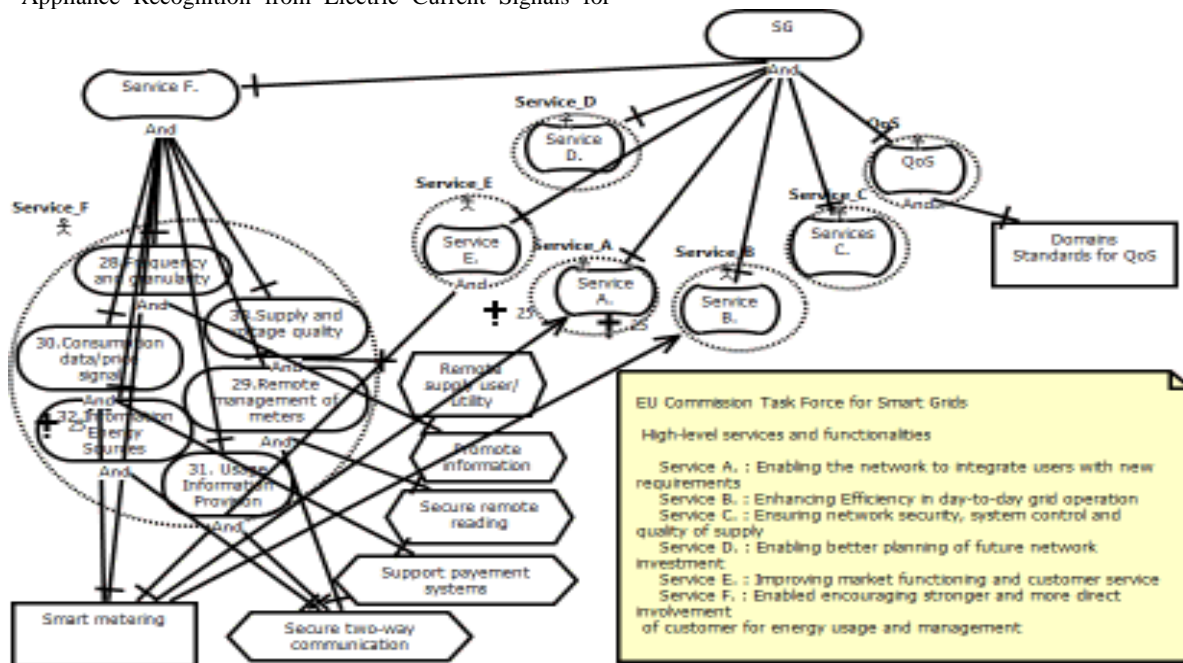 Appliance Recognition from Electric Current Signals for
SG
And
Service F.
And
Service_D
Service
D.
QoS
QoS
And
Service_E
Service
E.
And
Service_F
Service_A
Service
A.
Service_B
Service
B.
Service_C
Services
C.
Domains
Standards for QoS
28.Frequency
and granularity
And
33.Supply and
voltage quality
And
25
25
30.Consumption
data/price
signal
And
29.Remote
management of
meters
And
Remote
supply user/
utility
32.Information
Energy
Sources
And
25
31. Usage
Information
Provision
And
Promote
information
Secure remote
reading
Support payement
systems
Smart metering
Secure two-way
communication
EU Commission Task Force for Smart Grids
High-level services and functionalities
Service A. : Enabling the network to integrate users with new
requirements
Service B. : Enhancing Efficiency in day-to-day grid operation
Service C. : Ensuring network security, system control and
quality of supply
Service D. : Enabling better planning of future network
investment
Service E. : Improving market functioning and customer service
Service F. : Enabled encouraging stronger and more direct
involvement
of customer for energy usage and management